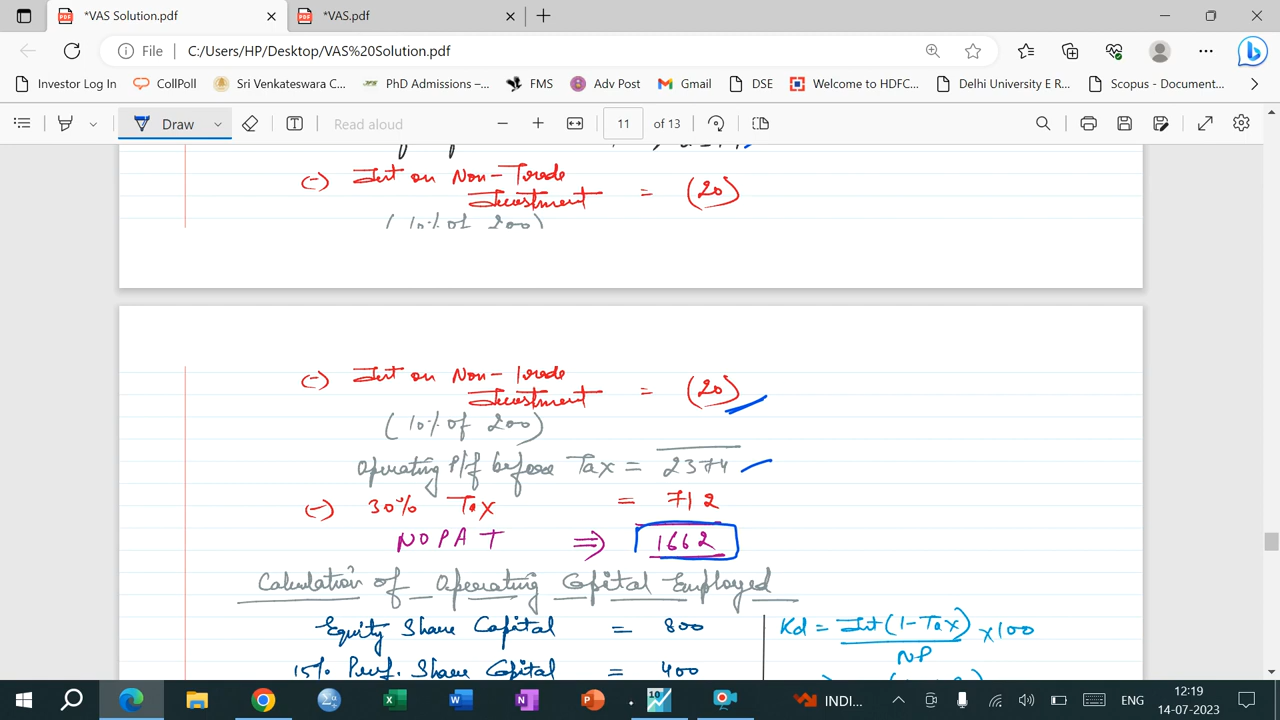 *VAS Solution.pdf
*VAS.pdf
File
C:/Users/HP/Desktop/VAS%20Solution.pdf
Investor Log In
CollPoll
Sri Venkateswara C...
PhD Admissions –...
FMS
Adv Post
Gmail
DSE
Welcome to HDFC...
Delhi University E R...
Scopus - Document...
Draw
Read aloud
11 of 13
(-) Int on Non-Trade
Investment = (20)
(10% of 200)
(-) Int on Non-Trade
Investment = (20)
(10% of 200)
Operating P/f before Tax = 2374
(-) 30% Tax = 712
NOPAT ⇒ 1662
Calculation of Operating Capital Employed
Equity Share Capital = 800
15% Pref. Share Capital = 400
Kd = Int (1-Tax) x 100
NP
INDI...
ENG
12:19
14-07-2023